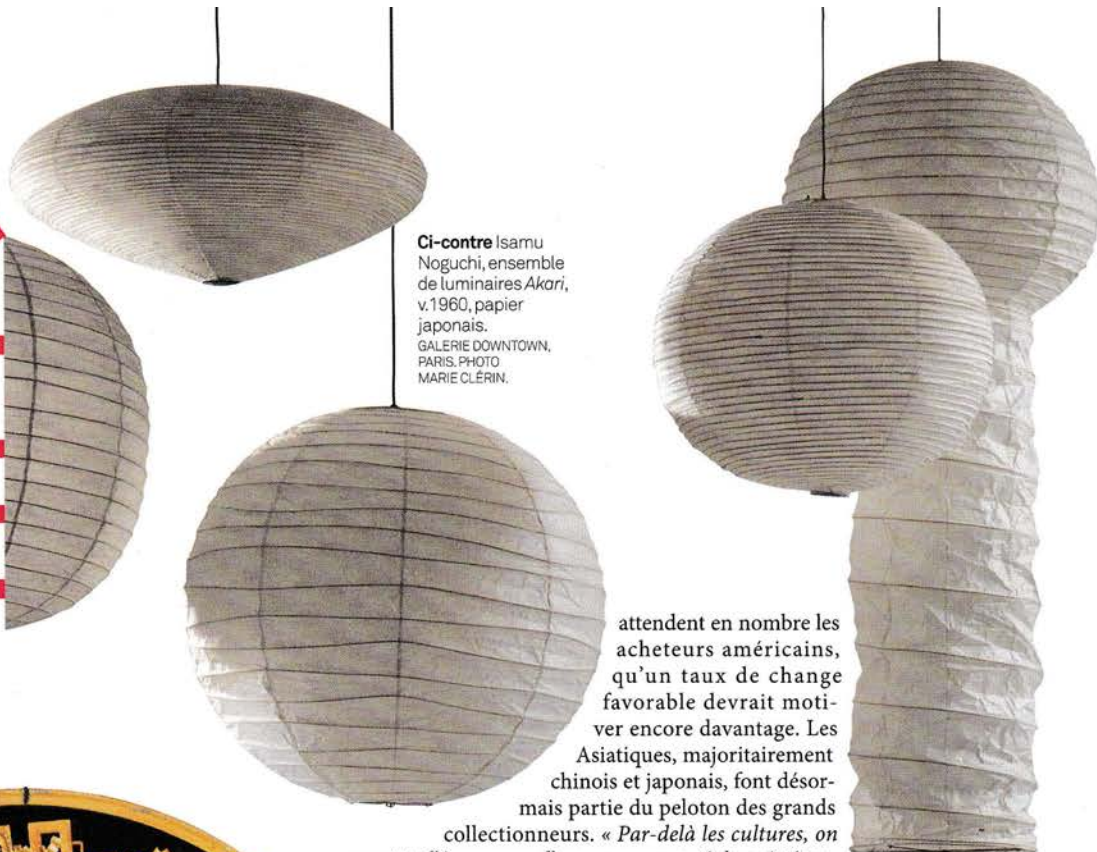 Ci-contre Isamu
Noguchi, ensemble
de luminaires Akari,
v.1960, papier
japonais.
GALERIE DOWNTOWN,
PARIS. PHOTO
MARIE CLÉRIN.
attendent en nombre les
acheteurs américains,
qu'un taux de change
favorable devrait moti-
ver encore davantage. Les
Asiatiques, majoritairement
chinois et japonais, font désor-
mais partie du peloton des grands
collectionneurs. « Par-delà les cultures, on